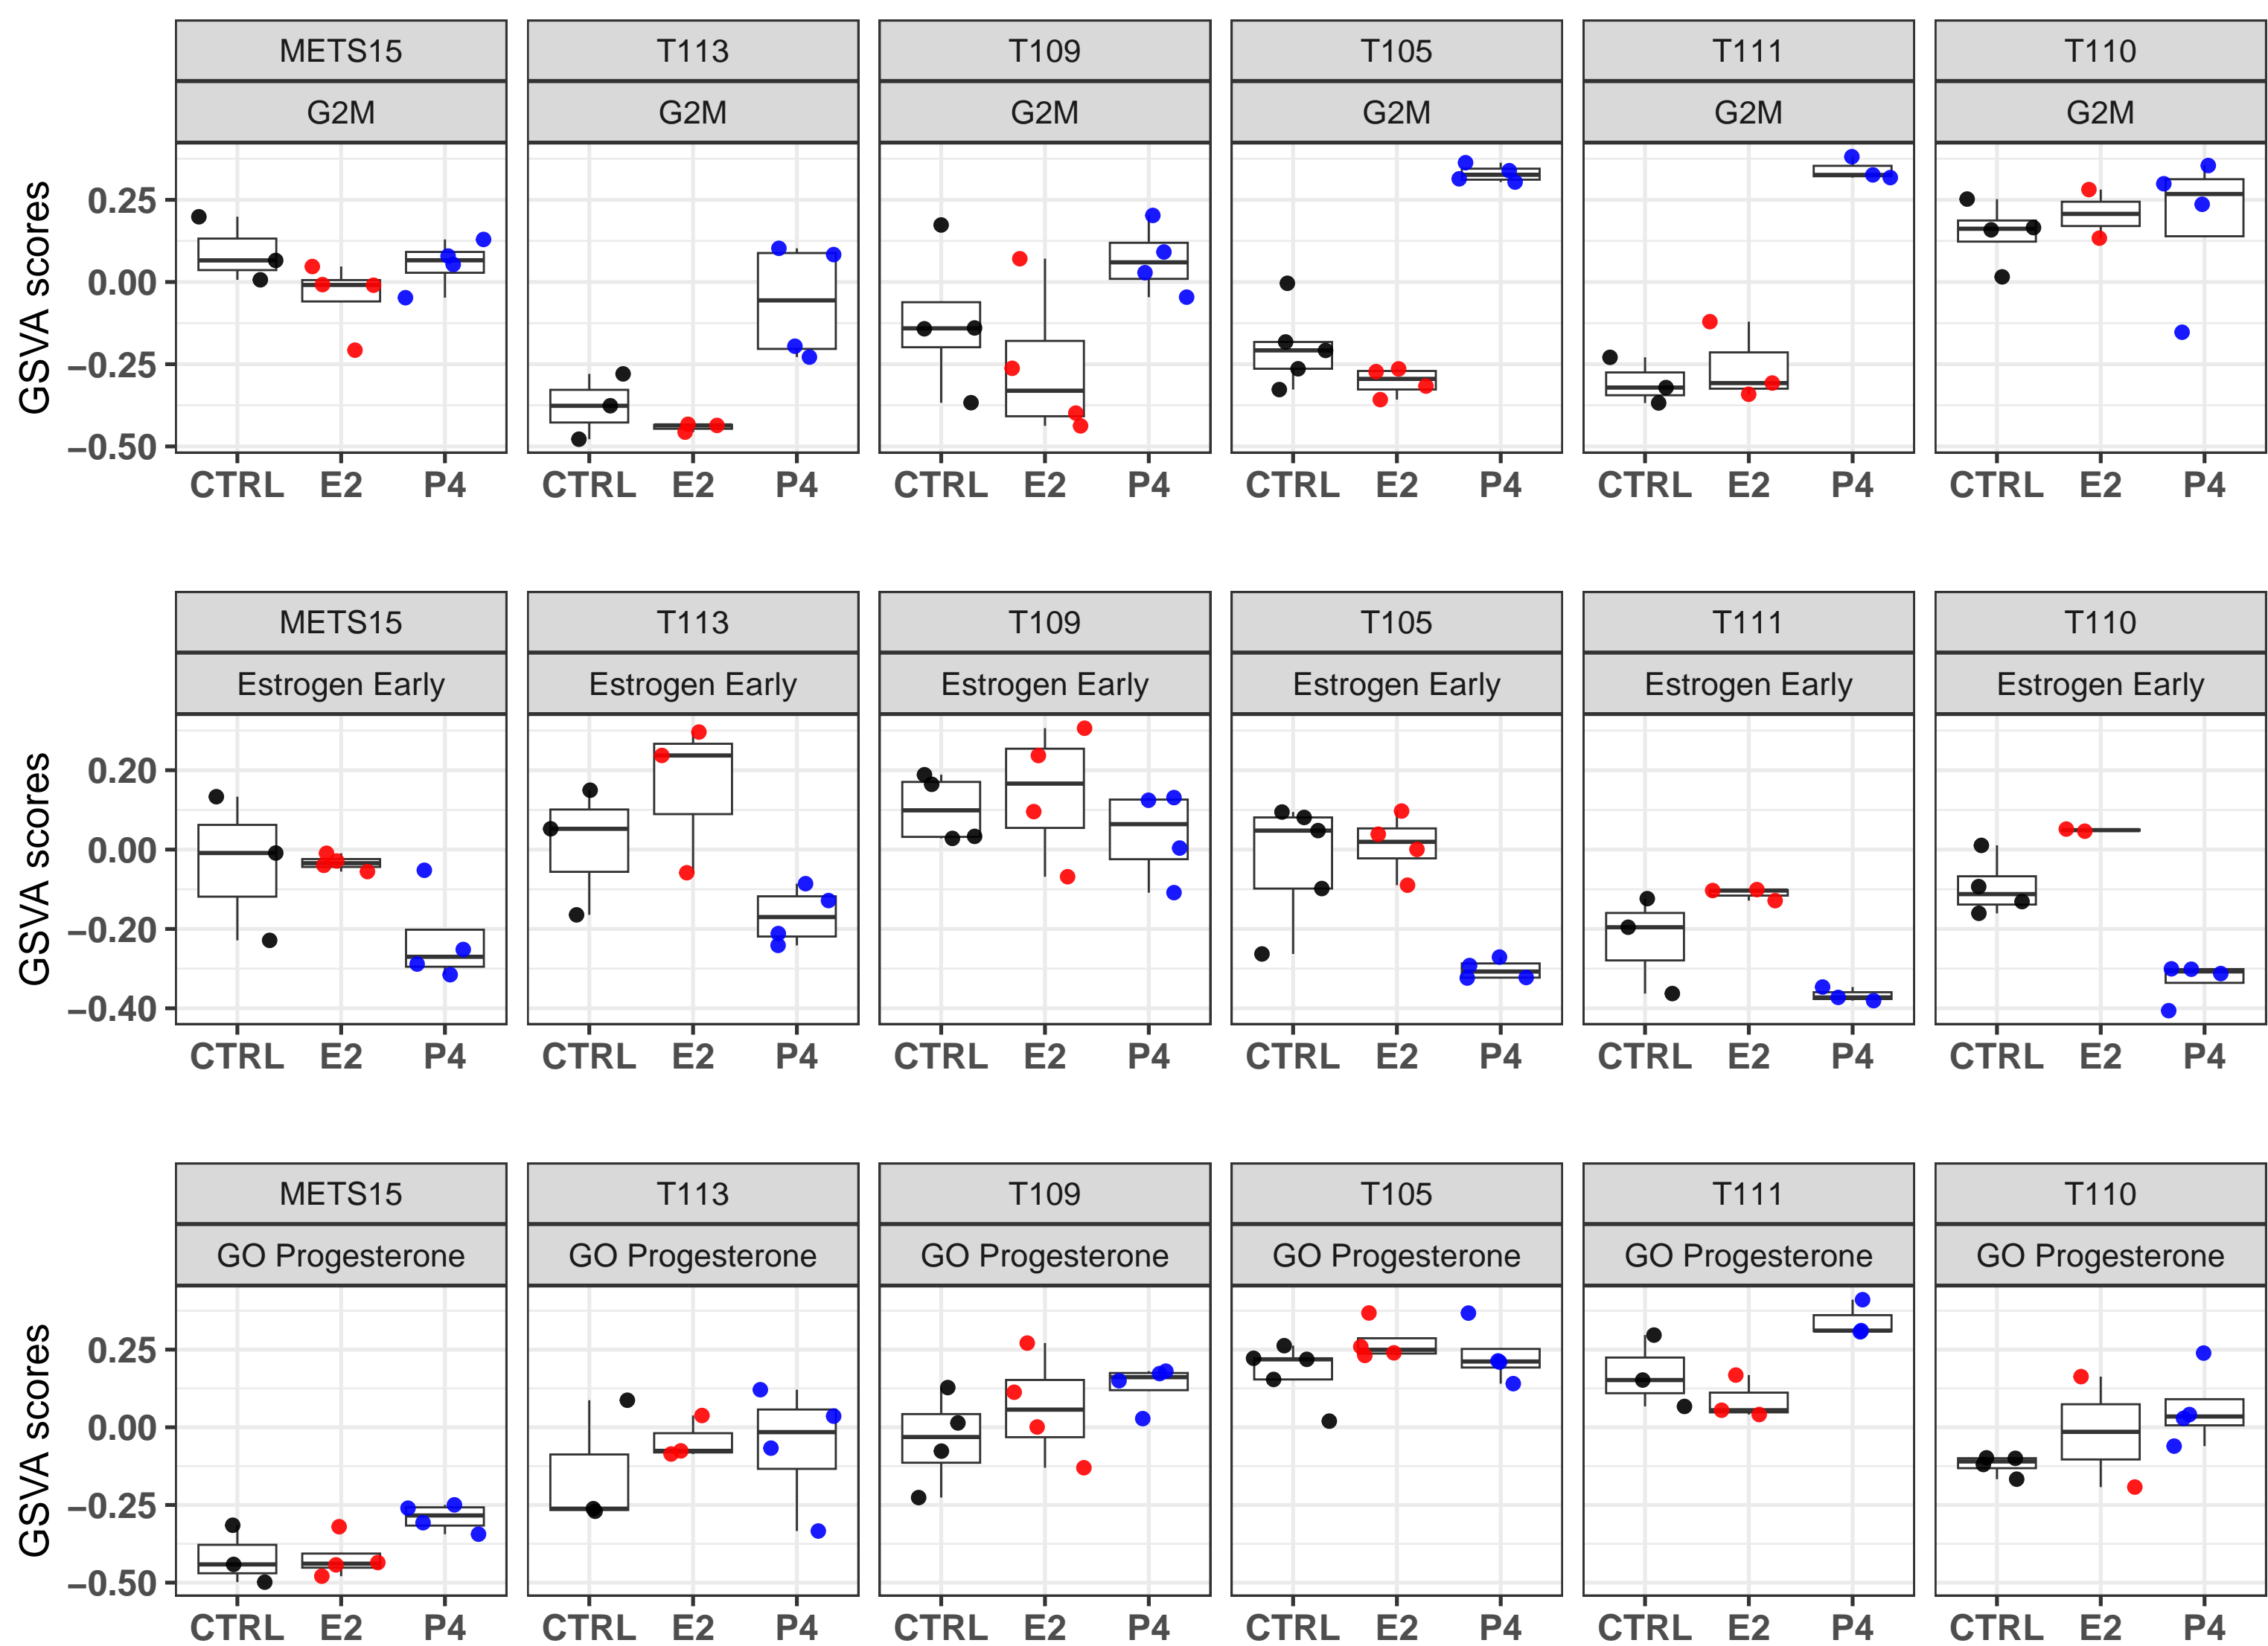 METS15 T113 T109 T105 T111 T110
G2M G2M G2M G2M G2M G2M
GSVA scores
0.25
0.00
−0.25
−0.50
CTRL E2 P4 CTRL E2 P4 CTRL E2 P4 CTRL E2 P4 CTRL E2 P4 CTRL E2 P4
METS15 T113 T109 T105 T111 T110
Estrogen Early Estrogen Early Estrogen Early Estrogen Early Estrogen Early Estrogen Early
GSVA scores
0.20
0.00
−0.20
−0.40
CTRL E2 P4 CTRL E2 P4 CTRL E2 P4 CTRL E2 P4 CTRL E2 P4 CTRL E2 P4
METS15 T113 T109 T105 T111 T110
GO Progesterone GO Progesterone GO Progesterone GO Progesterone GO Progesterone GO Progesterone
GSVA scores
0.25
0.00
−0.25
−0.50
CTRL E2 P4 CTRL E2 P4 CTRL E2 P4 CTRL E2 P4 CTRL E2 P4 CTRL E2 P4